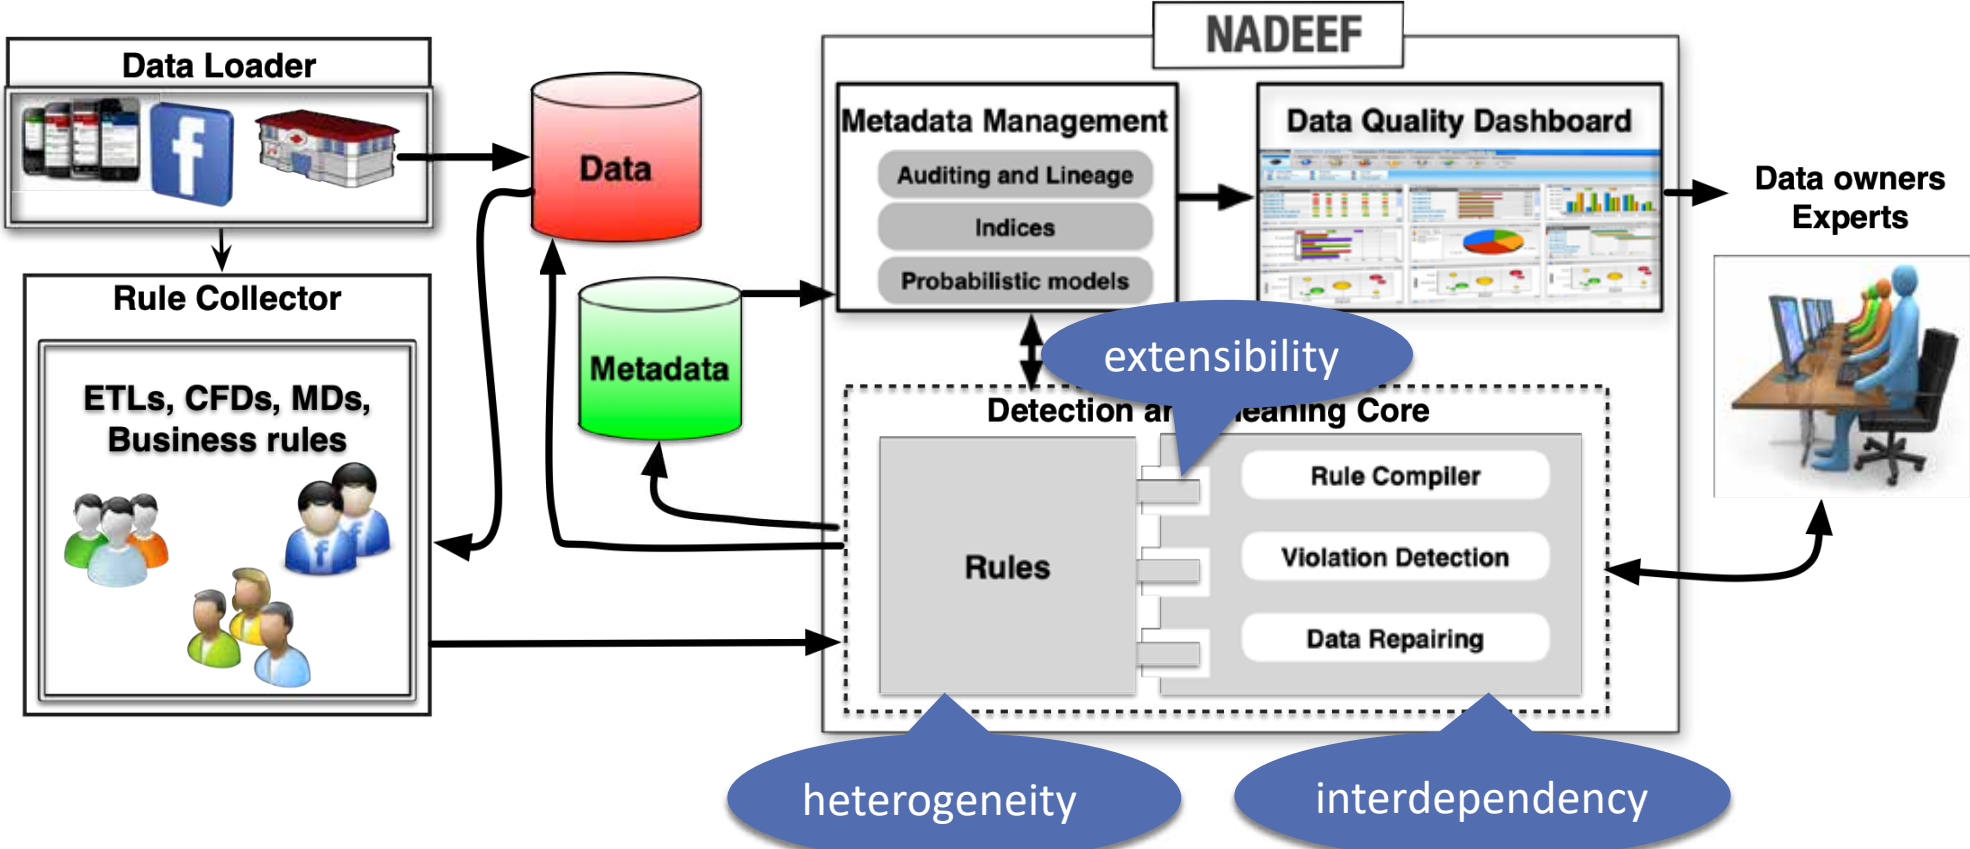 NADEEF
Data Loader
Data
Rule Collector
ETLs, CFDs, MDs,
Business rules
Metadata
Metadata Management
Auditing and Lineage
Indices
Probabilistic models
Data Quality Dashboard
Data owners
Experts
extensibility
Detection an leaning Core
Rules
Rule Compiler
Violation Detection
Data Repairing
heterogeneity
interdependency